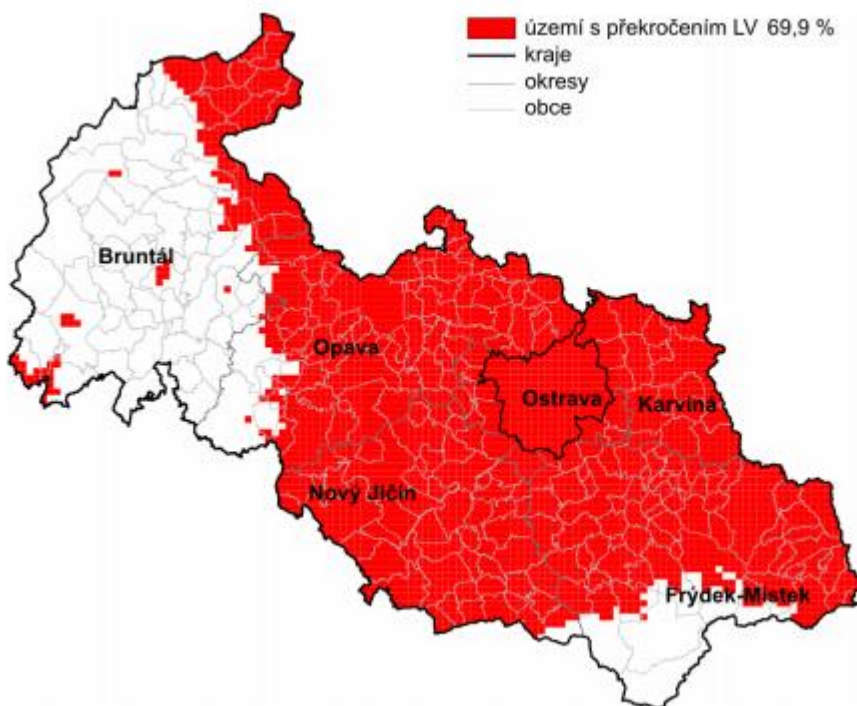 území s překročením LV 69,9 %
kraje
okresy
obce
Bruntál
Opava
Ostrava
Karviná
Nový Jičín
Frýdek-Místek